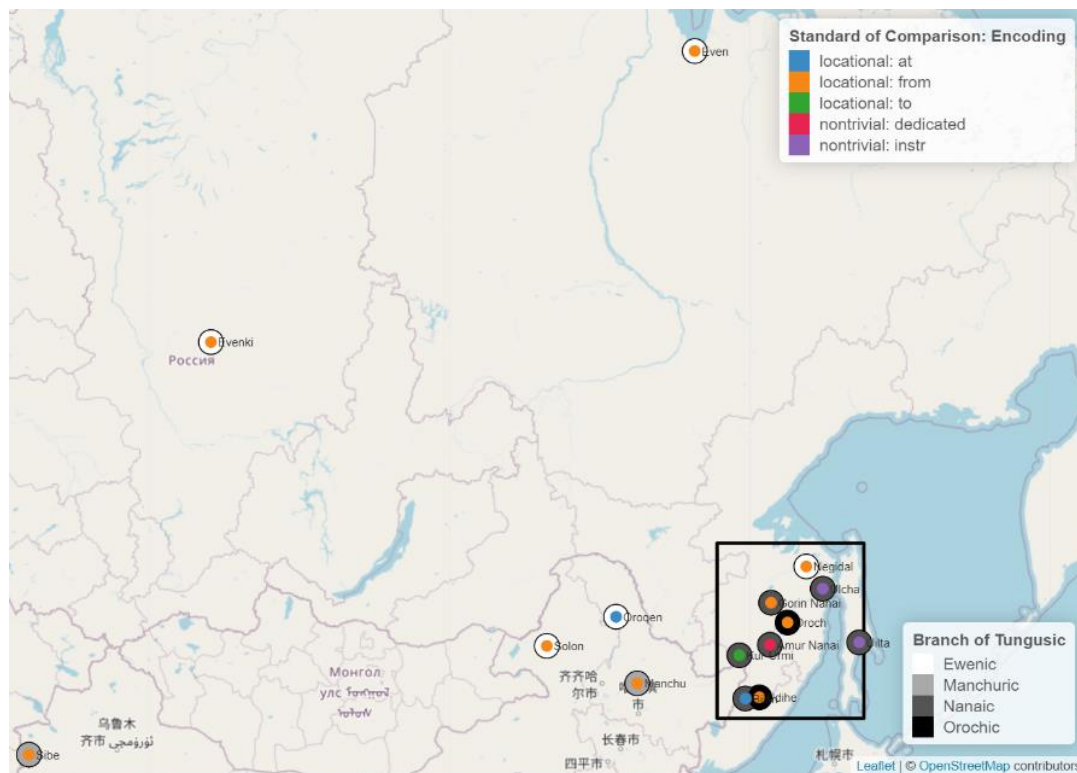 Even
Standard of Comparison: Encoding
locational: at
locational: from
locational: to
nontrivial: dedicated
nontrivial: instr
Evenki
Россия
Negidal
Ulcha
Gorin Nanai
Oroqen
Oroch
Solon
Amur Nanai
Uilta
Kur-Urmi
Branch of Tungusic
Ewenic
Manchuric
Nanaic
Orochic
Монгол
улс
齐齐哈
尔市
Manchu
市
Udihe
乌鲁木
齐市
长春市
四平市
札幌市
Sibe
Leaflet | © OpenStreetMap contributors